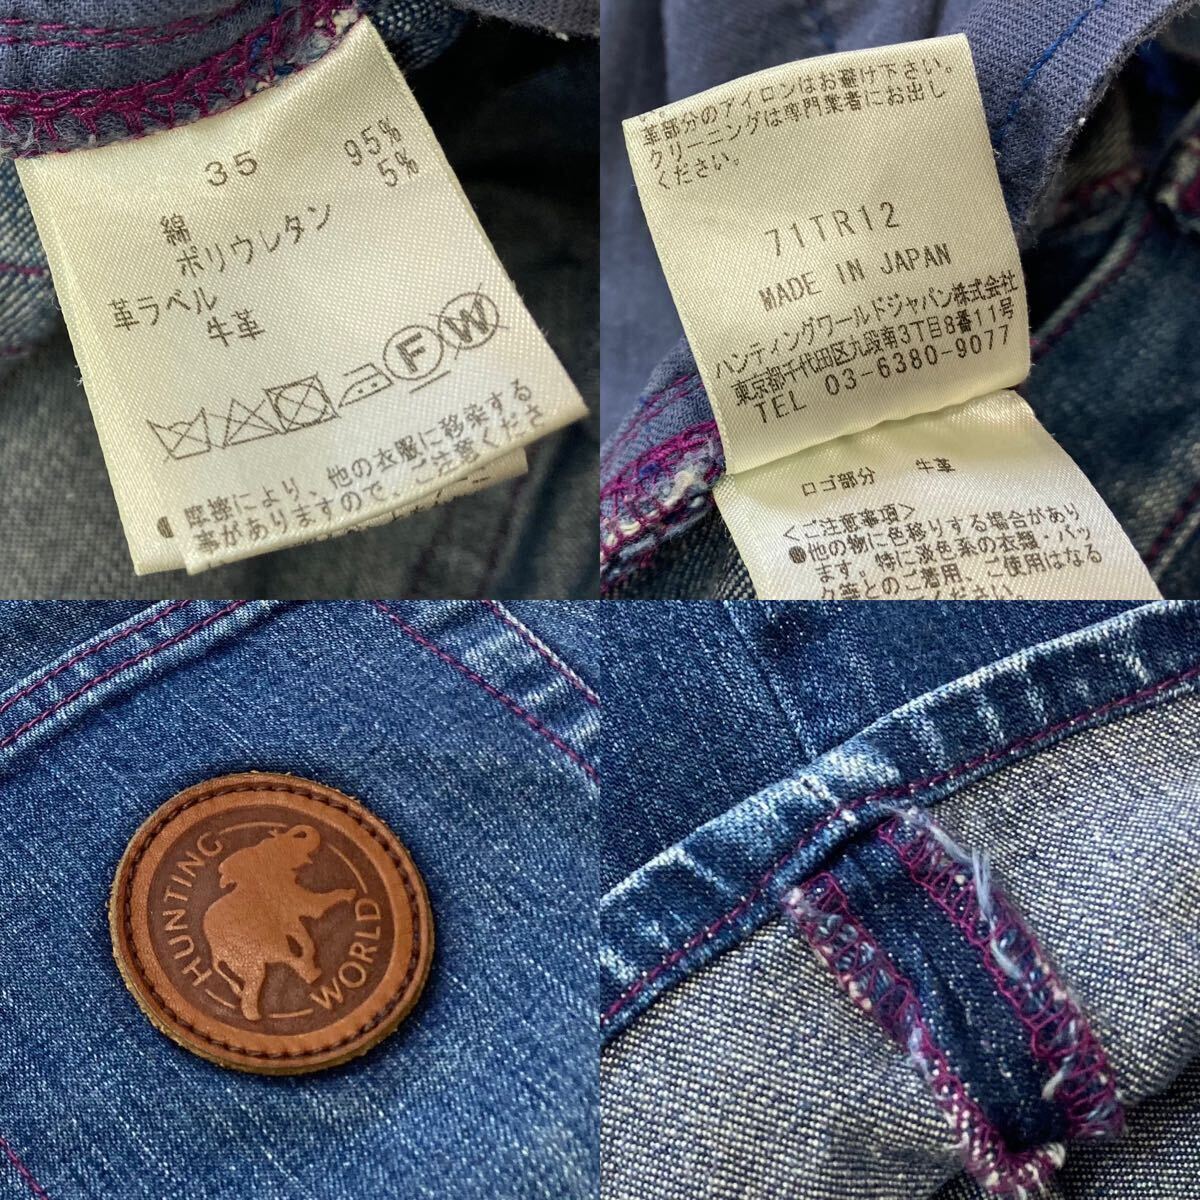 35
綿
95%
ポリウレタン
5%
革ラベル
牛革
F
W
●摩擦により、他の衣服に移染する
事がありますので、ご注意くださ
革部分のアイロンはお避け下さい。
クリーニングは専門業者にお出し
ください。
71TR12
MADE IN JAPAN
ハンティングワールドジャパン株式会社
東京都千代田区九段南3丁目8番11号
TEL 03-6380-9077
ロゴ部分 牛革
<ご注意事項>
●他の物に色移りする場合があり
ます。特に淡色系の衣類・バッ
グ等とのご着用、ご使用はなる
ください。
HUNTING
WORLD